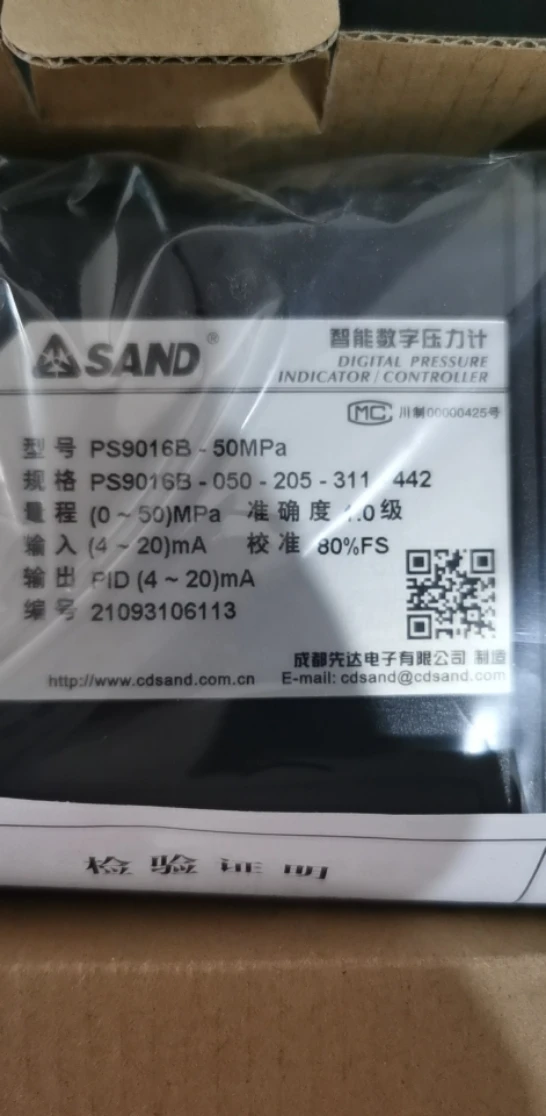 SAND®
智能数字压力计
DIGITAL PRESSURE
INDICATOR / CONTROLLER
MC 川制00000425号
型号 PS9016B - 50MPa
规格 PS9016B - 050 - 205 - 311 442
量程 (0 ~ 50)MPa 准确度 .0级
输入 (4 ~ 20)mA 校准 80%FS
输出 PID (4 ~ 20)mA
编号 21093106113
成都先达电子有限公司 制造
http://www.cdsand.com.cn E-mail: cdsand@cdsand.com
检验证明